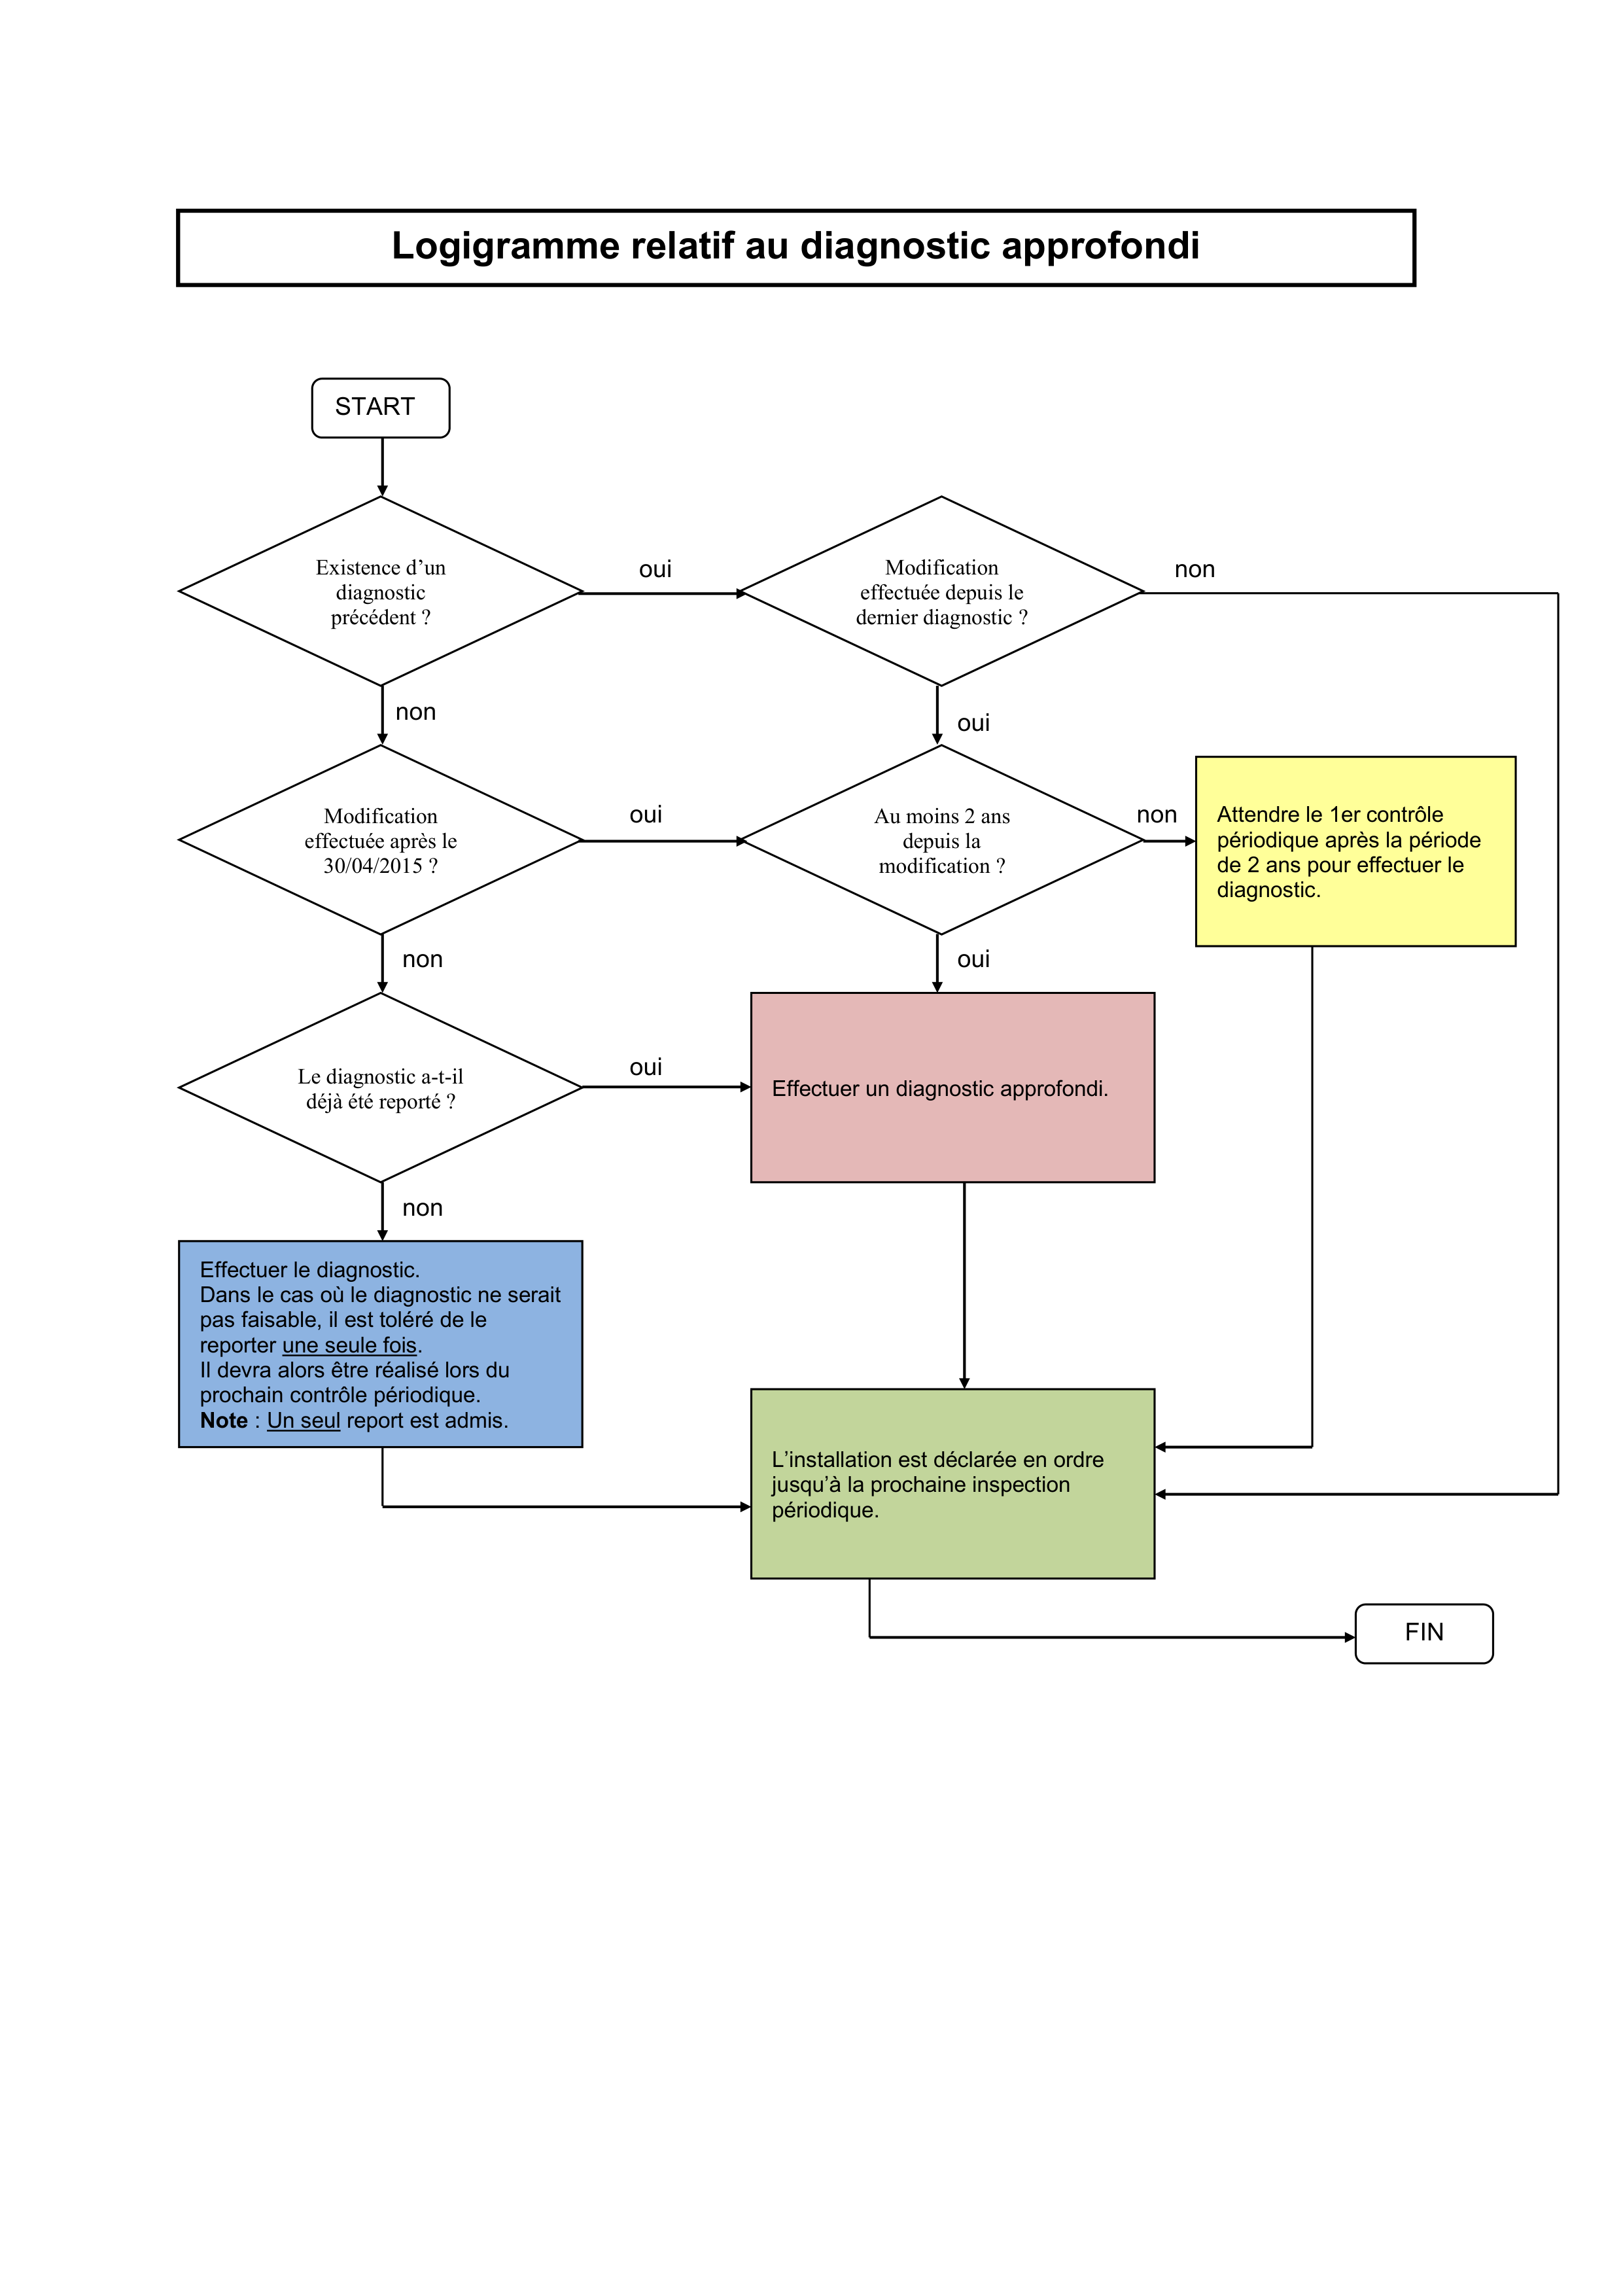 Logigramme relatif au diagnostic approfondi
START
Existence d’un
diagnostic
précédent ?
oui
Modification
effectuée depuis le
dernier diagnostic ?
non
non
oui
Modification
effectuée après le
30/04/2015 ?
oui
Au moins 2 ans
depuis la
modification ?
non
Attendre le 1er contrôle
périodique après la période
de 2 ans pour effectuer le
diagnostic.
non
oui
Le diagnostic a-t-il
déjà été reporté ?
oui
Effectuer un diagnostic approfondi.
non
Effectuer le diagnostic.
Dans le cas où le diagnostic ne serait
pas faisable, il est toléré de le
reporter une seule fois.
Il devra alors être réalisé lors du
prochain contrôle périodique.
Note : Un seul report est admis.
L’installation est déclarée en ordre
jusqu’à la prochaine inspection
périodique.
FIN